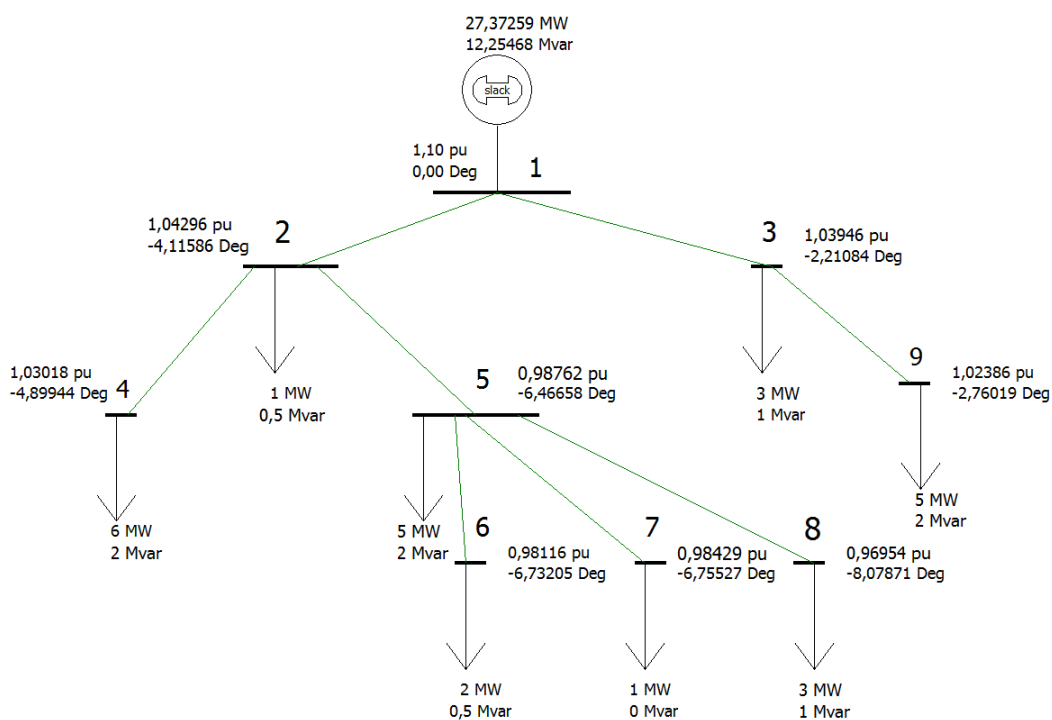 27,37259 MW
12,25468 Mvar
slack
1,10 pu
0,00 Deg
1
1,04296 pu
-4,11586 Deg
2
3
1,03946 pu
-2,21084 Deg
1,03018 pu
-4,89944 Deg
4
1 MW
0,5 Mvar
5
0,98762 pu
-6,46658 Deg
3 MW
1 Mvar
9
1,02386 pu
-2,76019 Deg
6 MW
2 Mvar
5 MW
2 Mvar
6
0,98116 pu
-6,73205 Deg
7
0,98429 pu
-6,75527 Deg
8
0,96954 pu
-8,07871 Deg
5 MW
2 Mvar
2 MW
0,5 Mvar
1 MW
0 Mvar
3 MW
1 Mvar